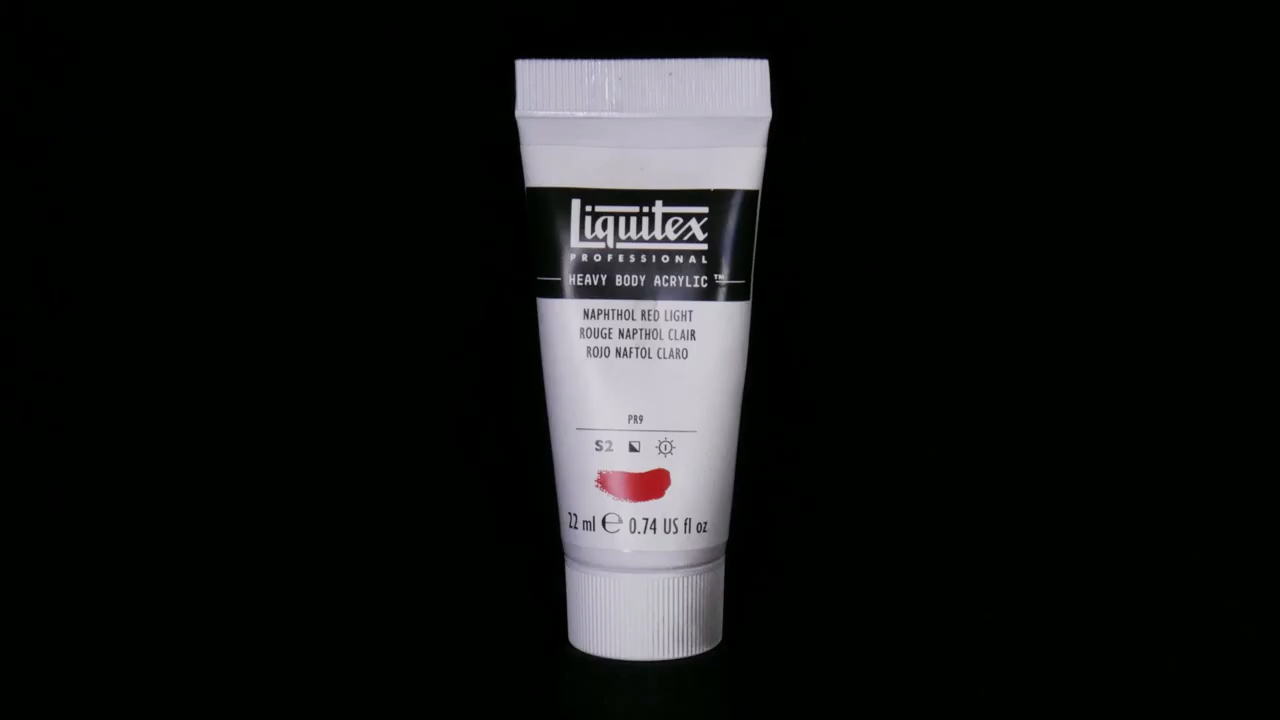 Liquitex
PROFESSIONAL
HEAVY BODY ACRYLIC™
NAPHTHOL RED LIGHT
ROUGE NAPTHOL CLAIR
ROJO NAFTOL CLARO
PR9
S2 I
22 ml ℮ 0.74 US fl oz